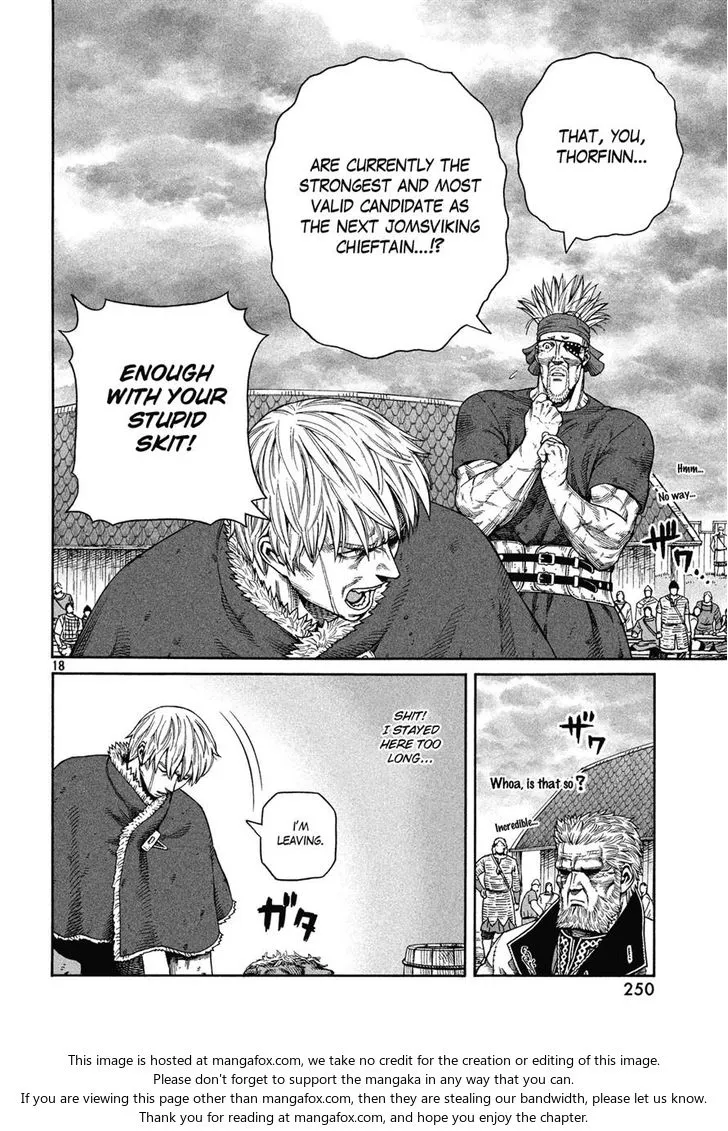 THAT, YOU,
THORFINN...
ARE CURRENTLY THE
STRONGEST AND MOST
VALID CANDIDATE AS
THE NEXT JOMSVIKING
CHIEFTAIN...!?
ENOUGH
WITH YOUR
STUPID
SKIT!
Hmm...
No way...
ザワ...
18
ザワ
Whoa, is that so?
Incredible...
250
SHIT!
I STAYED
HERE TOO
LONG...
I'M
LEAVING.
ガタ
This image is hosted at mangafox.com, we take no credit for the creation or editing of this image.
Please don't forget to support the mangaka in any way that you can.
If you are viewing this page other than mangafox.com, then they are stealing our bandwidth, please let us know.
Thank you for reading at mangafox.com, and hope you enjoy the chapter.